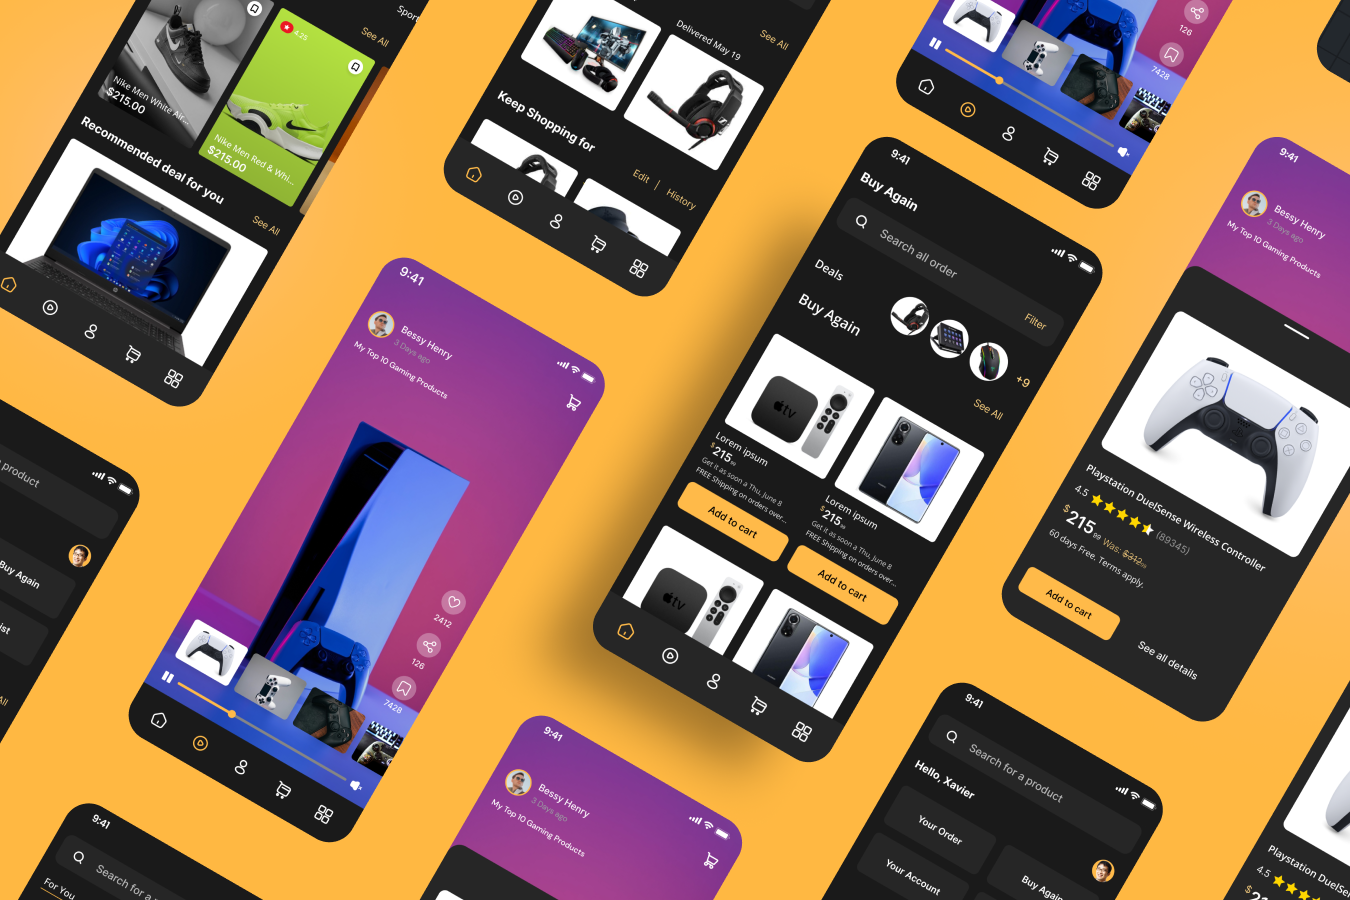 Spor
See All
4.25
Nike Men White Air...
$215.00
Nike Men Red & Whi...
$215.00
Recommended deal for you
See All
Delivered May 19
See All
Keep Shopping for
Edit | History
126
7428
9:41
Buy Again
Search all order
Filter
Deals
+9
Buy Again
See All
tv
Lorem ipsum
$215
Get it as soon a Thu, June 8
FREE Shipping on orders over...
Add to cart
Lorem ipsum
$215
Get it as soon a Thu, June 8
FREE Shipping on orders over...
Add to cart
tv
9:41
Bessy Henry
3 Days ago
My Top 10 Gaming Products
Playstation DuelSense Wireless Controller
4.5 (89345)
$215 Was: $312
60 days Free. Terms apply.
Add to cart
See all details
9:41
Bessy Henry
3 Days ago
My Top 10 Gaming Products
2412
126
7428
a product
Buy Again
ist
All
9:41
Search for a
For You
9:41
Bessy Henry
3 Days ago
My Top 10 Gaming Products
9:41
Search for a product
Hello, Xavier
Your Order
Buy Again
Your Account
Playstation Due
4.5
$21